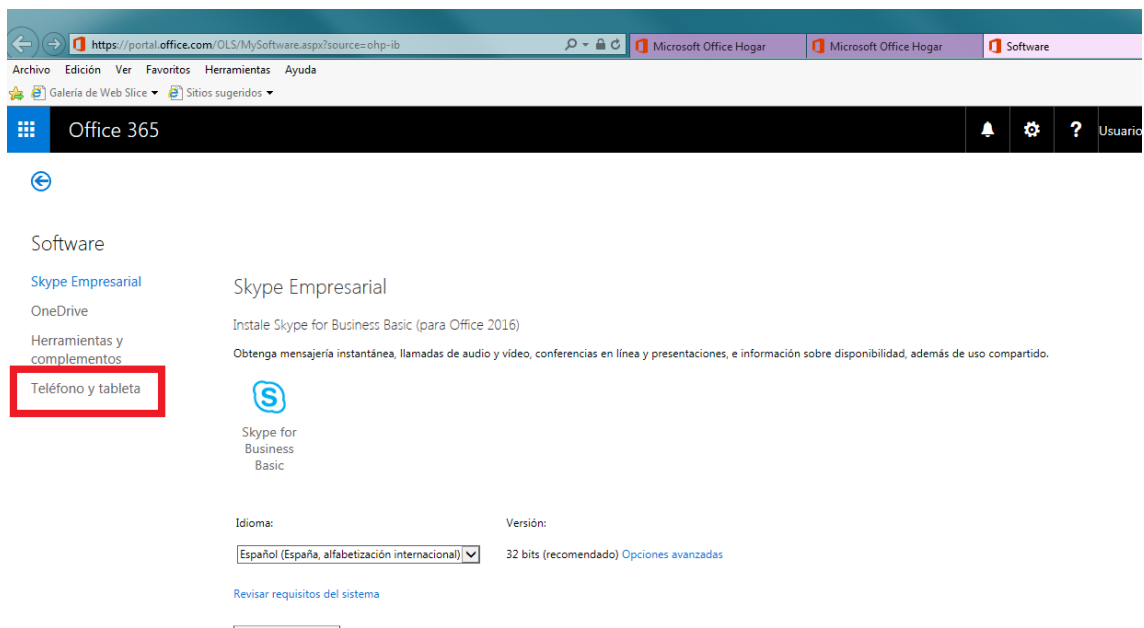 https://portal.office.com/OLS/MySoftware.aspx?source=ohp-ib
Microsoft Office Hogar
Microsoft Office Hogar
Software
Archivo Edición Ver Favoritos Herramientas Ayuda
Galería de Web Slice Sitios sugeridos
Office 365
? Usuario
Software
Skype Empresarial
OneDrive
Herramientas y
complementos
Teléfono y tableta
Skype Empresarial
Instale Skype for Business Basic (para Office 2016)
Obtenga mensajería instantánea, llamadas de audio y vídeo, conferencias en línea y presentaciones, e información sobre disponibilidad, además de uso compartido.
S
Skype for
Business
Basic
Idioma:
Versión:
Español (España, alfabetización internacional)
32 bits (recomendado) Opciones avanzadas
Revisar requisitos del sistema